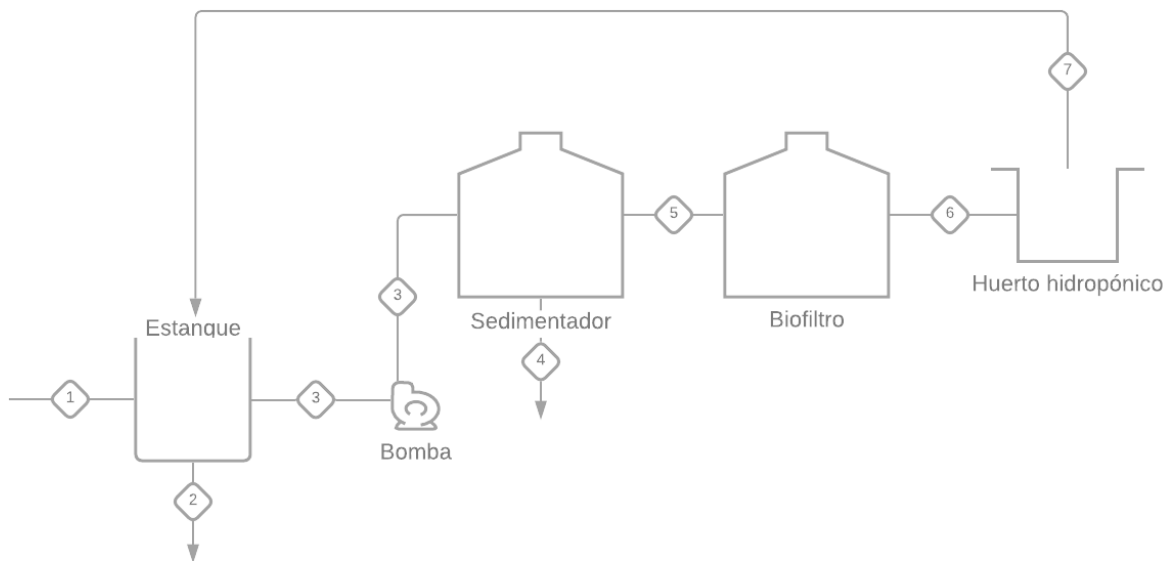 7
5
6
Huerto hidropónico
3
Sedimentador
Biofiltro
Estanque
4
1
3
Bomba
2